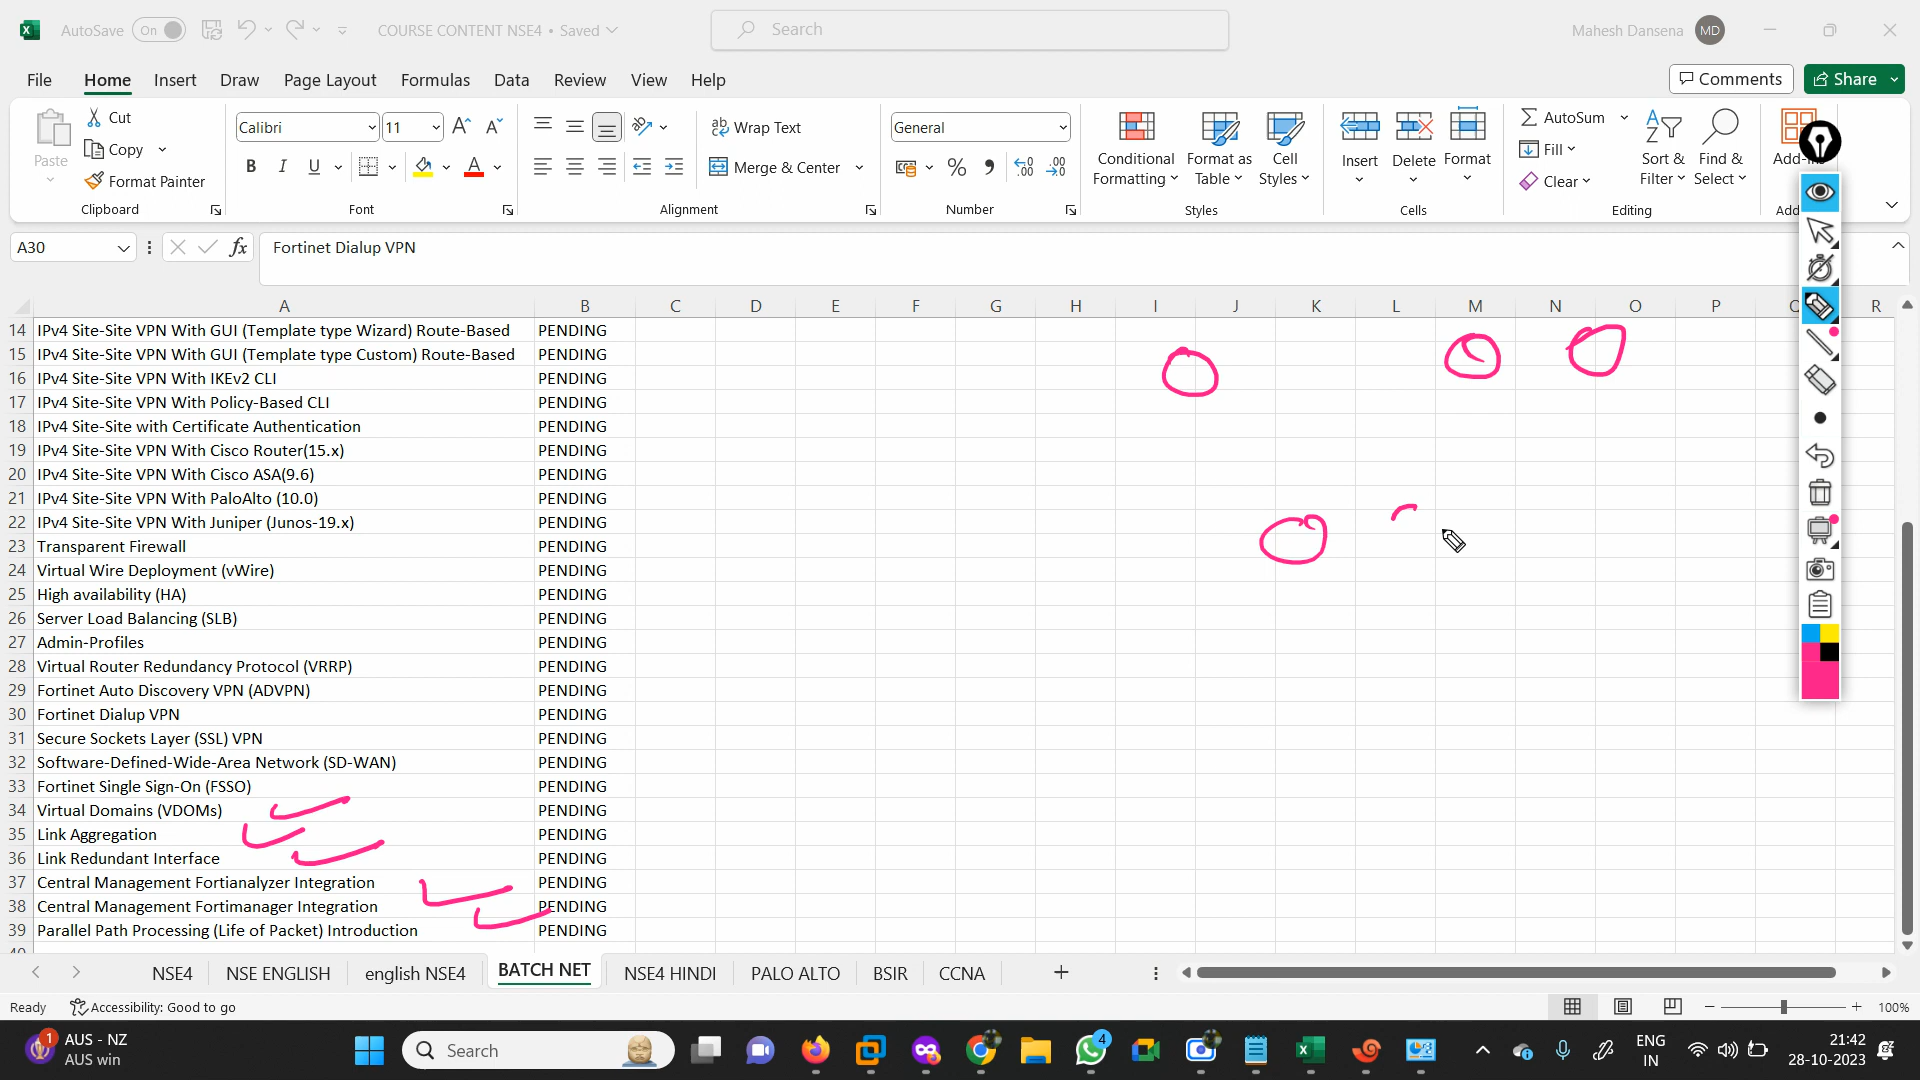 AutoSave On COURSE CONTENT NSE4 • Saved Search Mahesh Dansena MD
File Home Insert Draw Page Layout Formulas Data Review View Help Comments Share
Paste Cut Copy Format Painter Clipboard
Calibri 11 B I U A Font
ab Wrap Text Merge & Center Alignment
General % Number
Conditional Formatting Format as Table Cell Styles Styles
Insert Delete Format Cells
AutoSum Fill Clear Sort & Filter Find & Select Editing
A30 fx Fortinet Dialup VPN
A B C D E F G H I J K L M N O P Q R
14 IPv4 Site-Site VPN With GUI (Template type Wizard) Route-Based PENDING
15 IPv4 Site-Site VPN With GUI (Template type Custom) Route-Based PENDING
16 IPv4 Site-Site VPN With IKEv2 CLI PENDING
17 IPv4 Site-Site VPN With Policy-Based CLI PENDING
18 IPv4 Site-Site with Certificate Authentication PENDING
19 IPv4 Site-Site VPN With Cisco Router(15.x) PENDING
20 IPv4 Site-Site VPN With Cisco ASA(9.6) PENDING
21 IPv4 Site-Site VPN With PaloAlto (10.0) PENDING
22 IPv4 Site-Site VPN With Juniper (Junos-19.x) PENDING
23 Transparent Firewall PENDING
24 Virtual Wire Deployment (vWire) PENDING
25 High availability (HA) PENDING
26 Server Load Balancing (SLB) PENDING
27 Admin-Profiles PENDING
28 Virtual Router Redundancy Protocol (VRRP) PENDING
29 Fortinet Auto Discovery VPN (ADVPN) PENDING
30 Fortinet Dialup VPN PENDING
31 Secure Sockets Layer (SSL) VPN PENDING
32 Software-Defined-Wide-Area Network (SD-WAN) PENDING
33 Fortinet Single Sign-On (FSSO) PENDING
34 Virtual Domains (VDOMs) PENDING
35 Link Aggregation PENDING
36 Link Redundant Interface PENDING
37 Central Management Fortianalyzer Integration PENDING
38 Central Management Fortimanager Integration PENDING
39 Parallel Path Processing (Life of Packet) Introduction PENDING
NSE4 NSE ENGLISH english NSE4 BATCH NET NSE4 HINDI PALO ALTO BSIR CCNA
Ready Accessibility: Good to go 100%
1 AUS - NZ Search 4 ENG 21:42
AUS win IN 28-10-2023